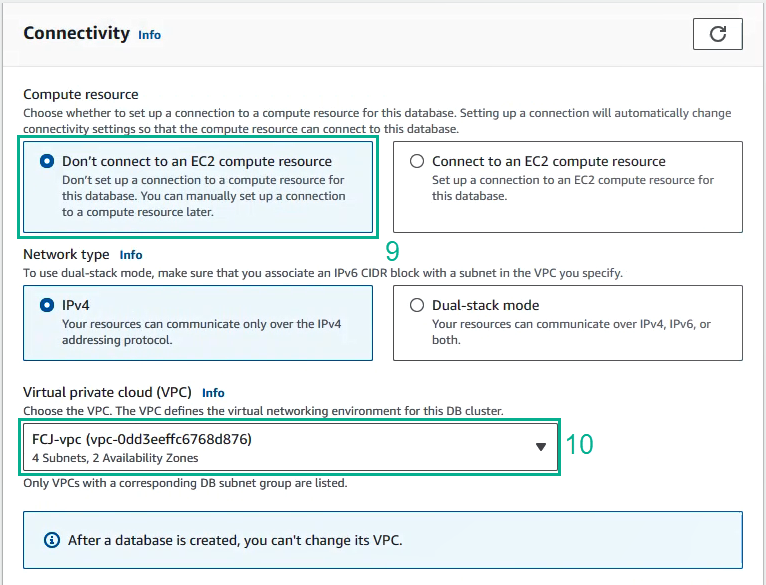 Connectivity Info
Compute resource
Choose whether to set up a connection to a compute resource for this database. Setting up a connection will automatically change
connectivity settings so that the compute resource can connect to this database.
Don't connect to an EC2 compute resource
Don't set up a connection to a compute resource for
this database. You can manually set up a connection
to a compute resource later.
Connect to an EC2 compute resource
Set up a connection to an EC2 compute resource for
this database.
9
Network type Info
To use dual-stack mode, make sure that you associate an IPv6 CIDR block with a subnet in the VPC you specify.
IPv4
Your resources can communicate only over the IPv4
addressing protocol.
Dual-stack mode
Your resources can communicate over IPv4, IPv6, or
both.
Virtual private cloud (VPC) Info
Choose the VPC. The VPC defines the virtual networking environment for this DB cluster.
FCJ-vpc (vpc-0dd3eeffc6768d876)
4 Subnets, 2 Availability Zones
10
Only VPCs with a corresponding DB subnet group are listed.
After a database is created, you can't change its VPC.